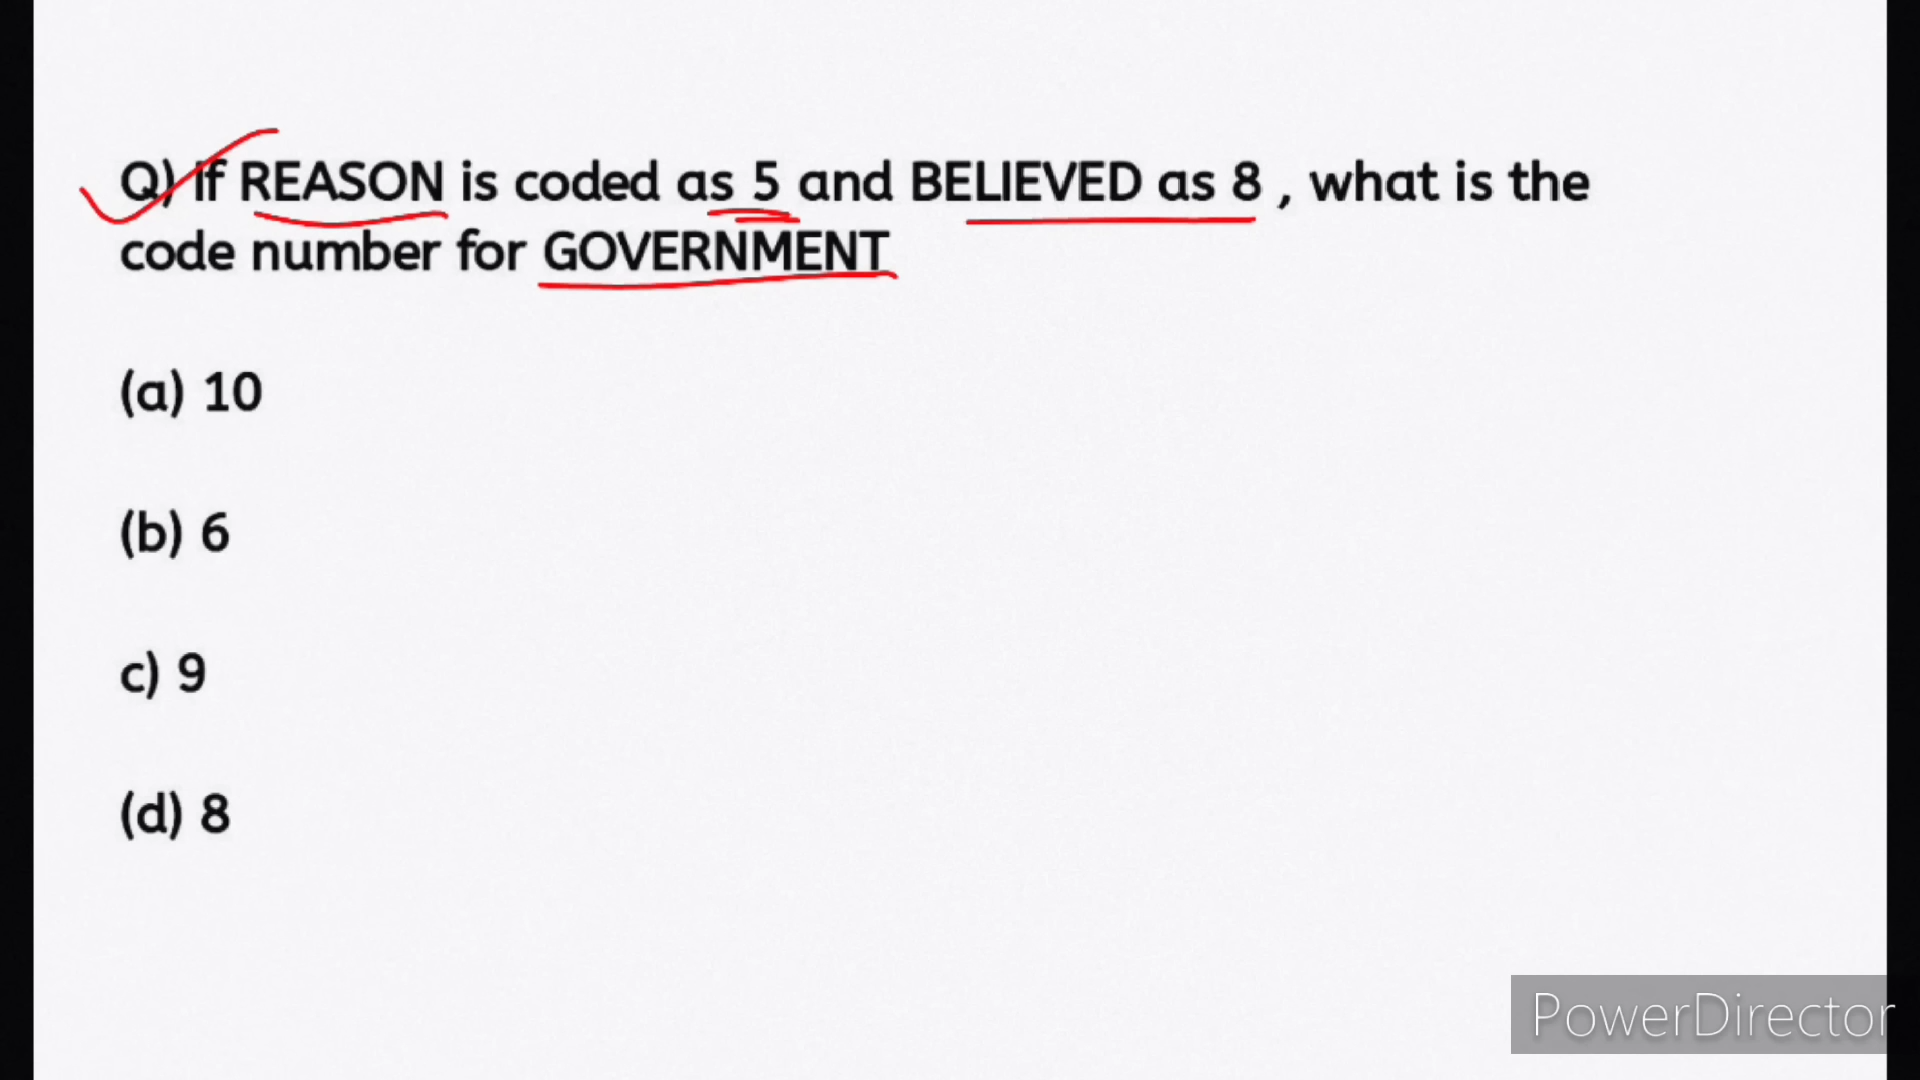 Q) If REASON is coded as 5 and BELIEVED as 8 , what is the
code number for GOVERNMENT
(a) 10
(b) 6
c) 9
(d) 8
PowerDirector